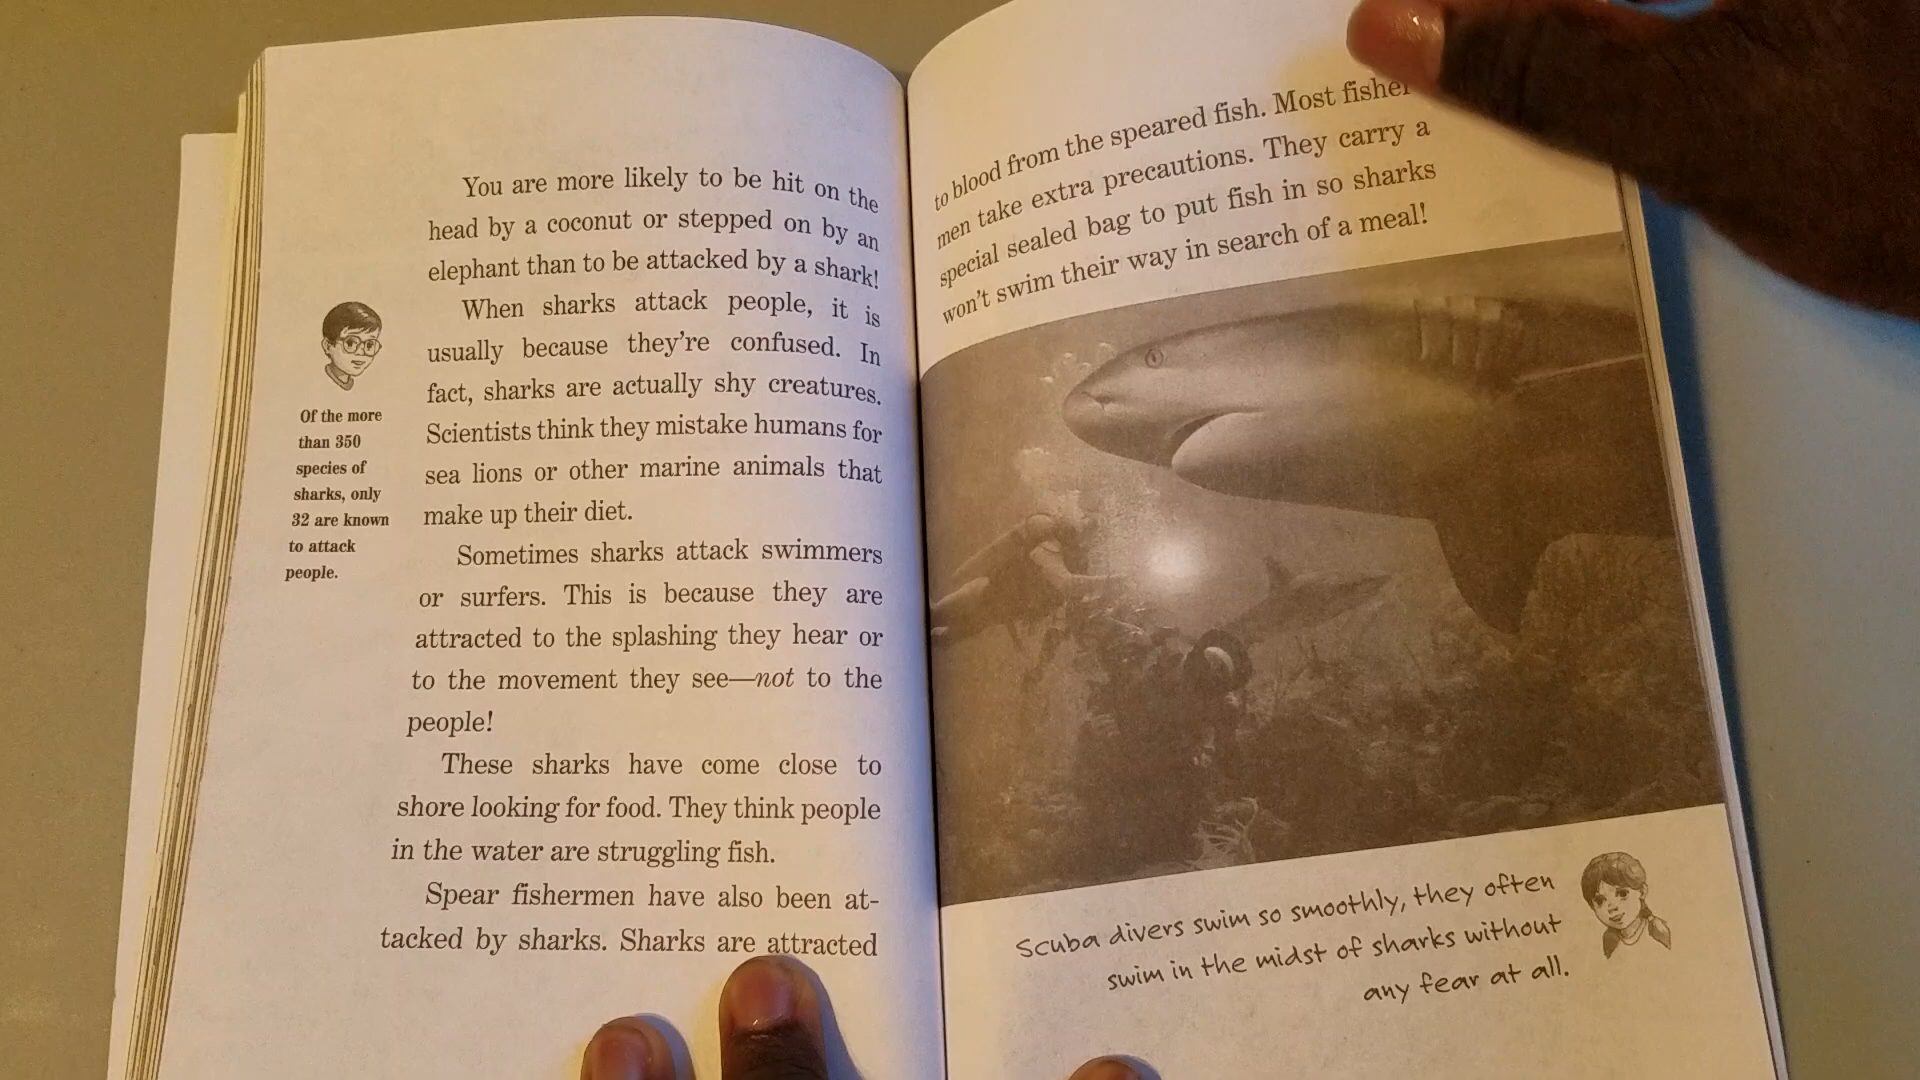 You are more likely to be hit on the
head by a coconut or stepped on by an
elephant than to be attacked by a shark!
When sharks attack people, it is
usually because they're confused. In
fact, sharks are actually shy creatures.
Scientists think they mistake humans for
sea lions or other marine animals that
make up their diet.
Sometimes sharks attack swimmers
or surfers. This is because they are
attracted to the splashing they hear or
to the movement they see—not to the
people!
These sharks have come close to
shore looking for food. They think people
in the water are struggling fish.
Spear fishermen have also been at-
tacked by sharks. Sharks are attracted
Of the more
than 350
species of
sharks, only
32 are known
to attack
people.
to blood from the speared fish. Most fisher
men take extra precautions. They carry a
special sealed bag to put fish in so sharks
won't swim their way in search of a meal!
Scuba divers swim so smoothly, they often
swim in the midst of sharks without
any fear at all.